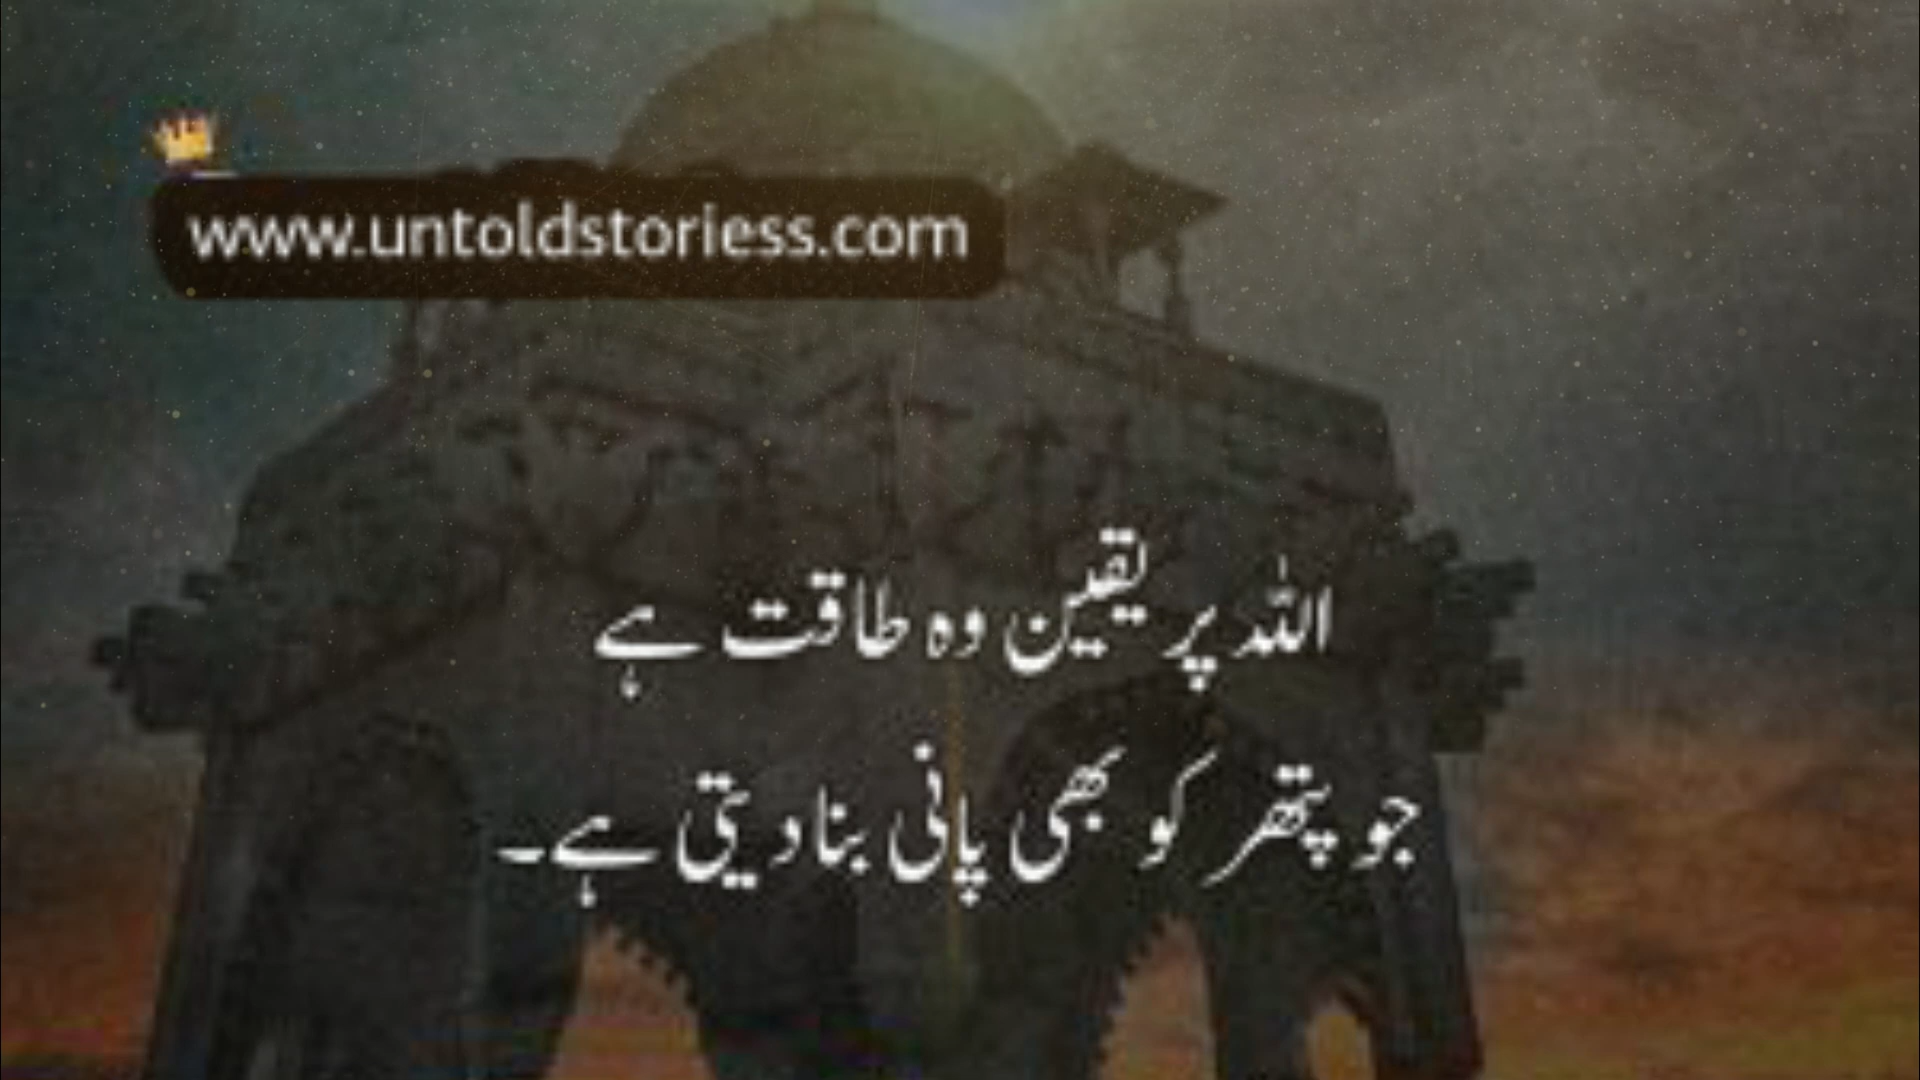 www.untoldstoriess.com
اللہ پر یقین وہ طاقت ہے
جو پتھر کو بھی پانی بنا دیتی ہے۔